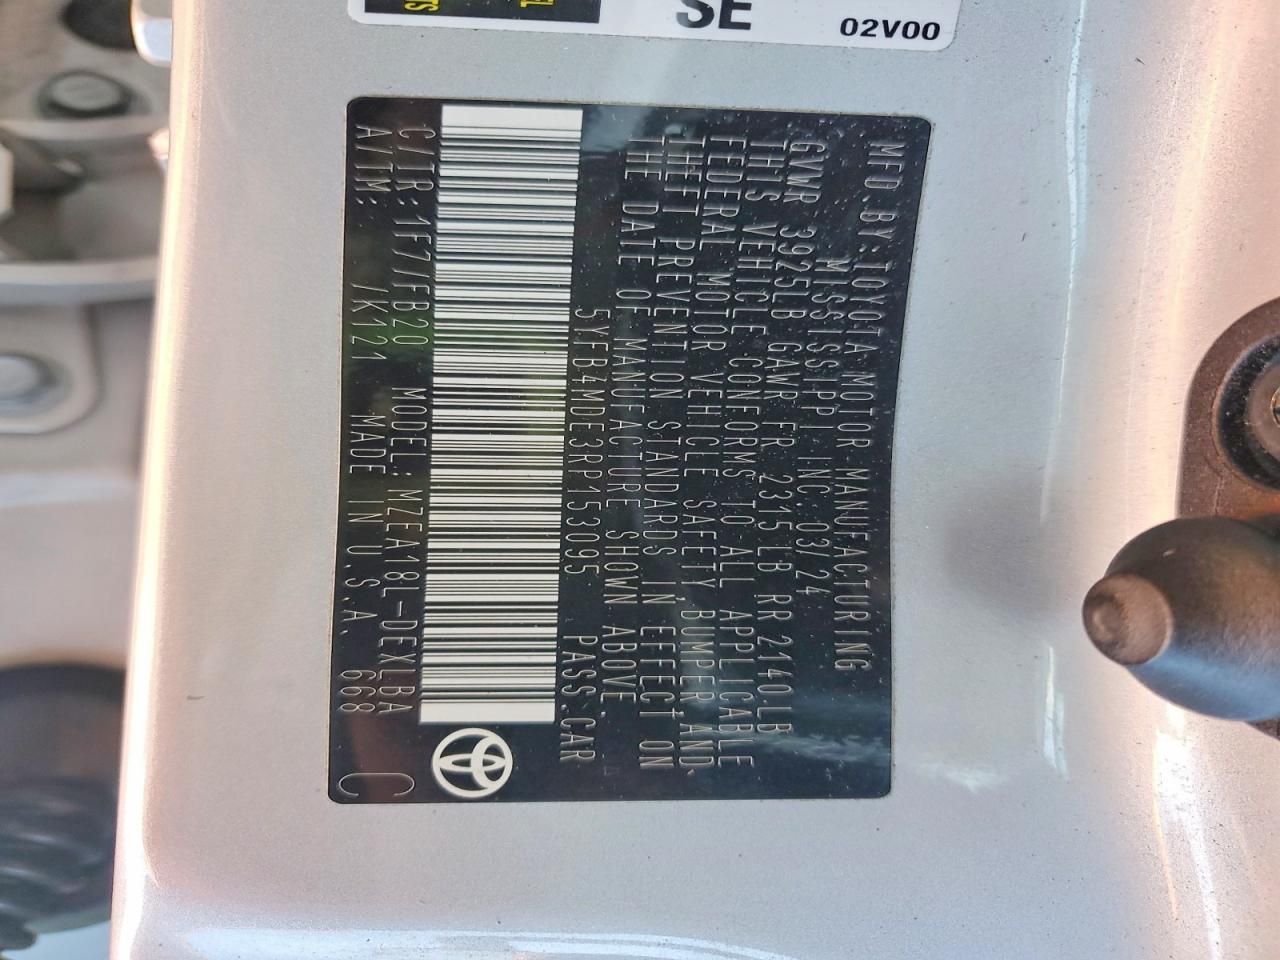 SE
02V00
MFD.BY:TOYOTA MOTOR MANUFACTURING
MISSISSIPPI INC.03/24
GVWR 3925LB GAWR FR 2315 LB RR 2140LB
THIS VEHICLE CONFORMS TO ALL APPLICABLE
FEDERAL MOTOR VEHICLE SAFETY, BUMPER AND
THEFT PREVENTION STANDARDS IN EFFECT ON
THE DATE OF MANUFACTURE SHOWN ABOVE.
5YFB4MDE3RP153095 PASS.CAR
C/TR:1F7/FB20 MODEL:MZEA18L-DEXLBA
A/TM: /K121 MADE IN U.S.A. 668 C